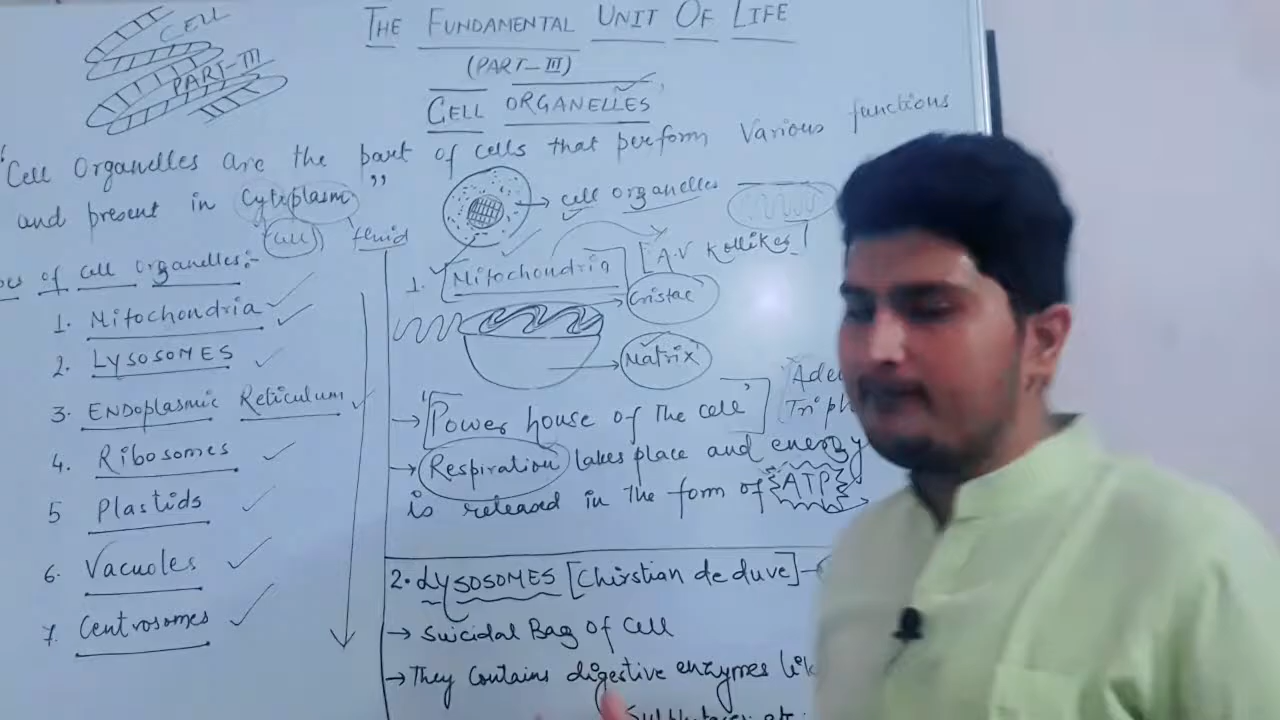 CELL
PART-III
THE FUNDAMENTAL UNIT OF LIFE
(PART-III)
CELL ORGANELLES
"Cell Organelles are the part of cells that perform various functions
and present in Cytoplasm"
(cell) fluid
of cell organelles:-
1. Mitochondria
2. LYSOSOMES
3. ENDOPLASMIC Reticulum
4. Ribosomes
5 Plastids
6. Vacuoles
7. Centrosomes
cell organelles
1. Mitochondria [A.V Kolliker]
Cristae
Matrix
→ 'Power house of The cell'
→ Respiration takes place and energy
is released in The form of ATP
2. LYSOSOMES [Chirstian de duve]
→ Suicidal Bag of Cell
→ They Contains digestive enzymes